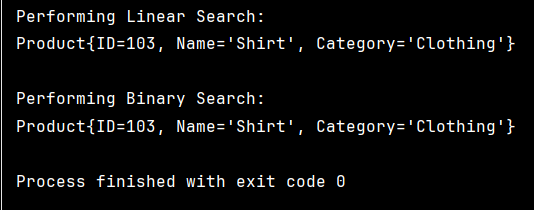 Performing Linear Search:
Product{ID=103, Name='Shirt', Category='Clothing'}
Performing Binary Search:
Product{ID=103, Name='Shirt', Category='Clothing'}
Process finished with exit code 0